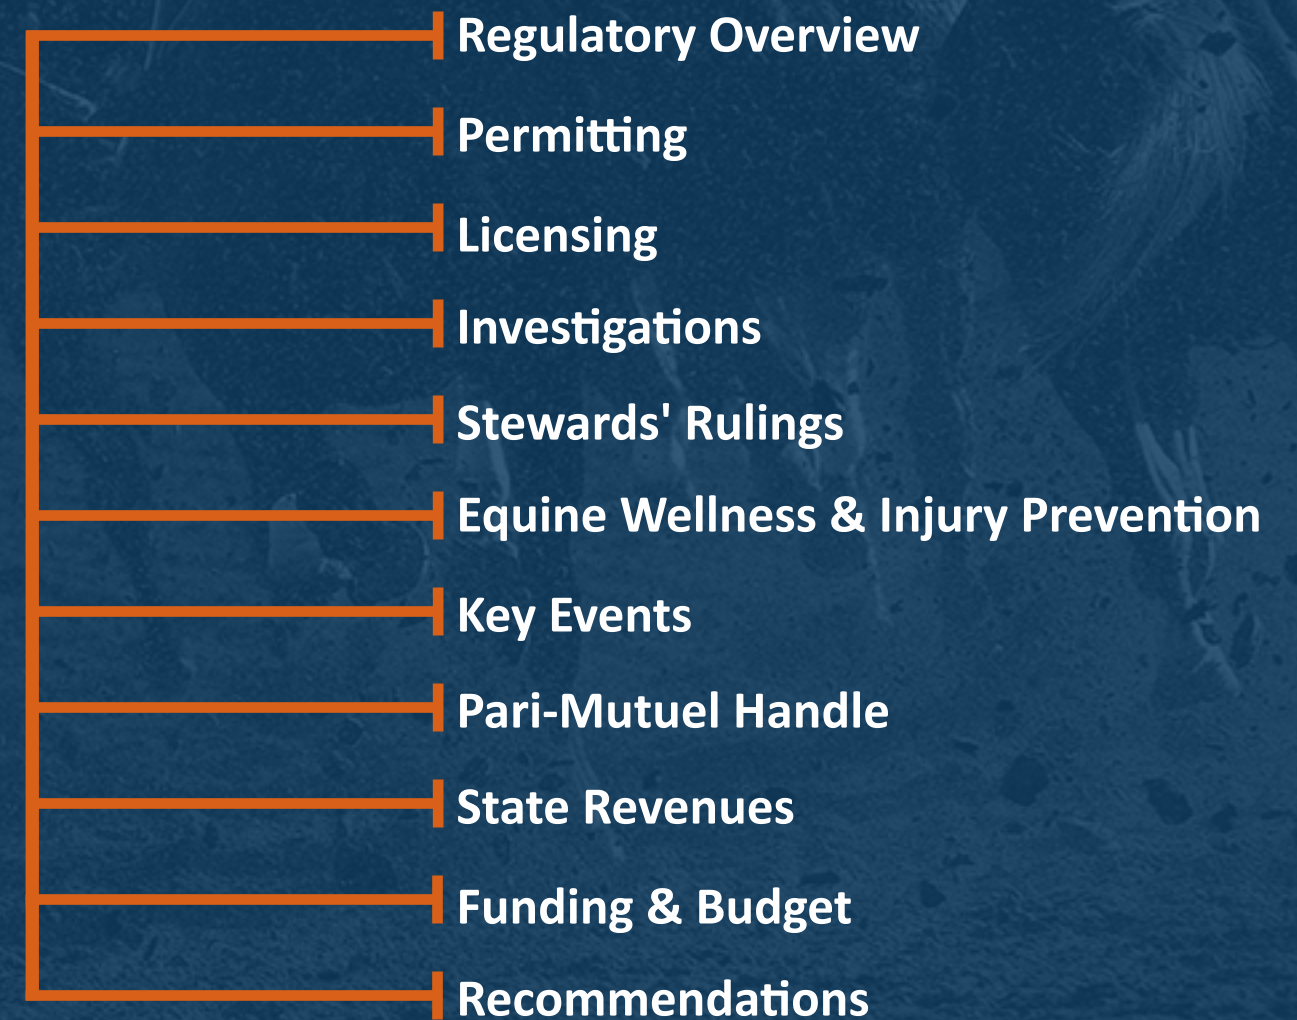 Regulatory Overview
Permitting
Licensing
Investigations
Stewards' Rulings
Equine Wellness & Injury Prevention
Key Events
Pari-Mutuel Handle
State Revenues
Funding & Budget
Recommendations